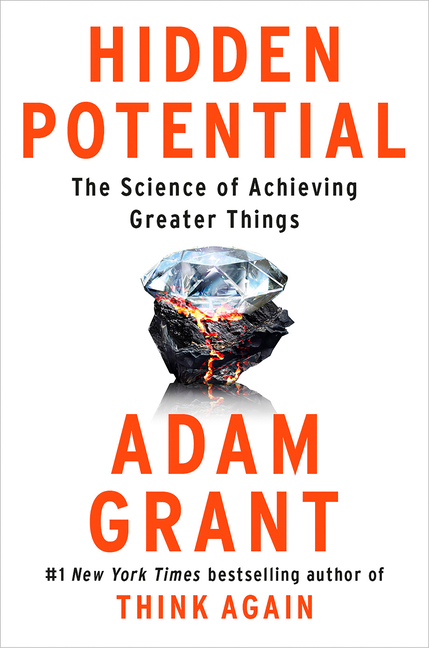 HIDDEN
POTENTIAL
The Science of Achieving
Greater Things
ADAM
GRANT
#1 New York Times bestselling author of
THINK AGAIN